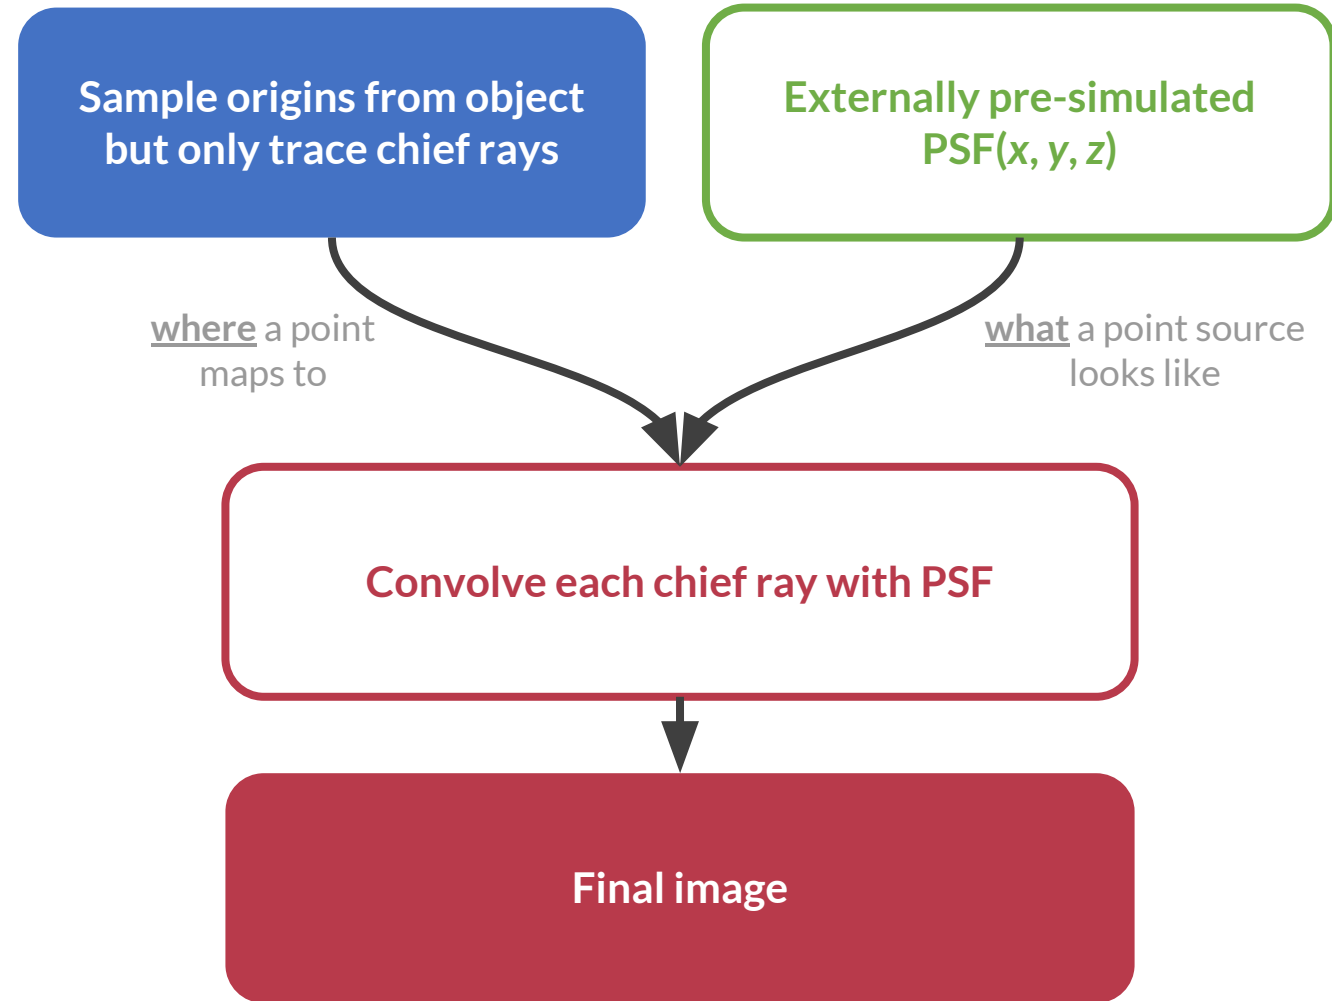 Sample origins from object
but only trace chief rays
Externally pre-simulated
PSF(x, y, z)
where a point
maps to
what a point source
looks like
Convolve each chief ray with PSF
Final image